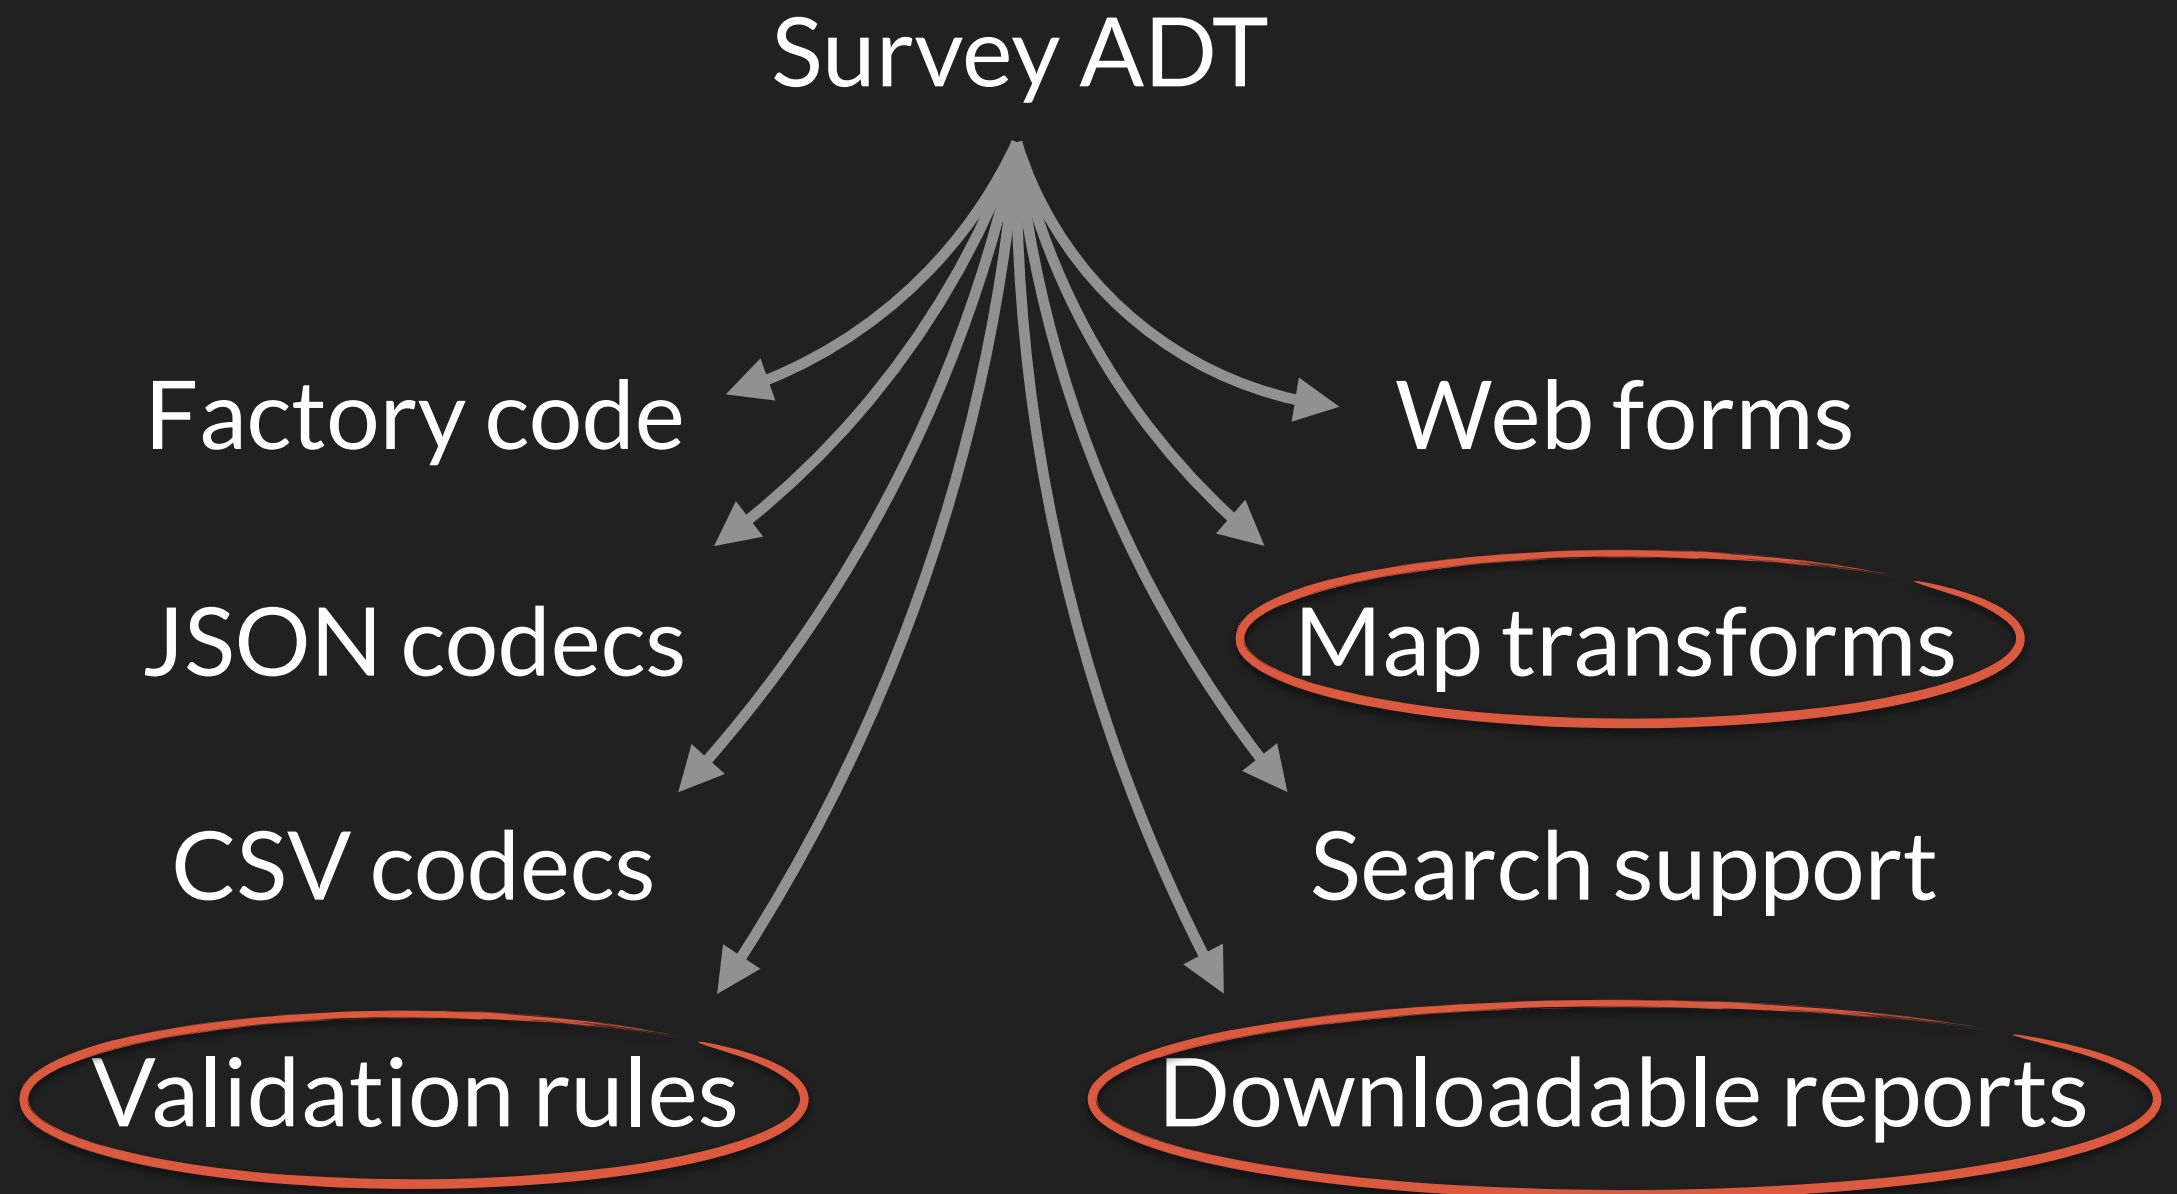 Survey ADT
Factory code
Web forms
JSON codecs
Map transforms
CSV codecs
Search support
Validation rules
Downloadable reports